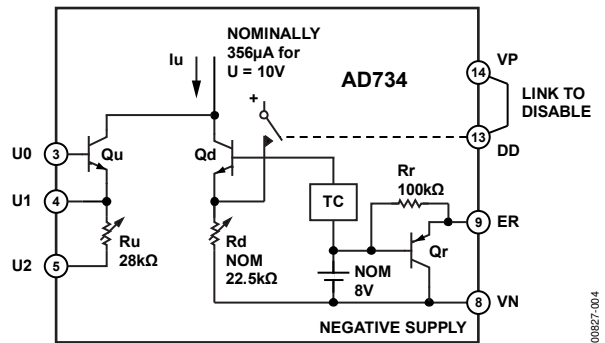 NOMINALLY
356µA for
U = 10V
Iu
AD734
VP
14
LINK TO
DISABLE
13
DD
+
U0
3
Qu
Qd
U1
4
Ru
28kΩ
U2
5
Rd
NOM
22.5kΩ
TC
Rr
100kΩ
9
ER
Qr
NOM
8V
8
VN
NEGATIVE SUPPLY
00827-004